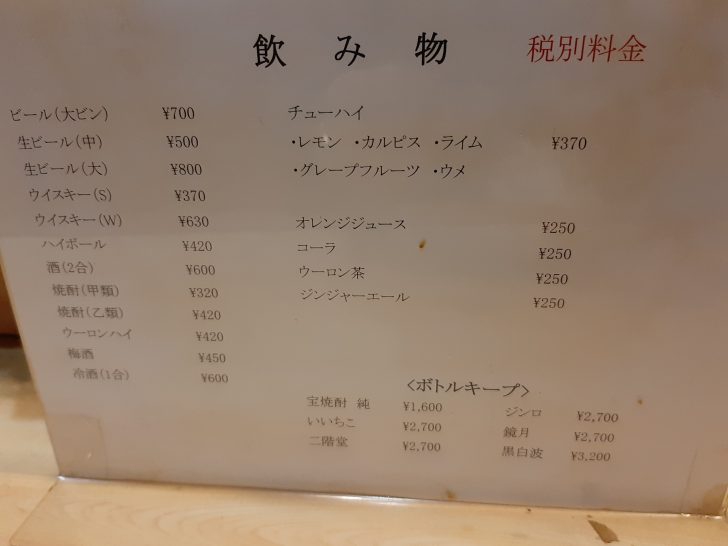 飲み物 税別料金
ビール(大ビン) ¥700
生ビール(中) ¥500
生ビール(大) ¥800
ウイスキー(S) ¥370
ウイスキー(W) ¥630
ハイボール ¥420
酒(2合) ¥600
焼酎(甲類) ¥320
焼酎(乙類) ¥420
ウーロンハイ ¥420
梅酒 ¥450
冷酒(1合) ¥600
チューハイ
・レモン ・カルピス ・ライム ¥370
・グレープフルーツ ・ウメ
オレンジジュース ¥250
コーラ ¥250
ウーロン茶 ¥250
ジンジャーエール ¥250
<ボトルキープ>
宝焼酎 純 ¥1,600 ジンロ ¥2,700
いいちこ ¥2,700 鏡月 ¥2,700
二階堂 ¥2,700 黒白波 ¥3,200